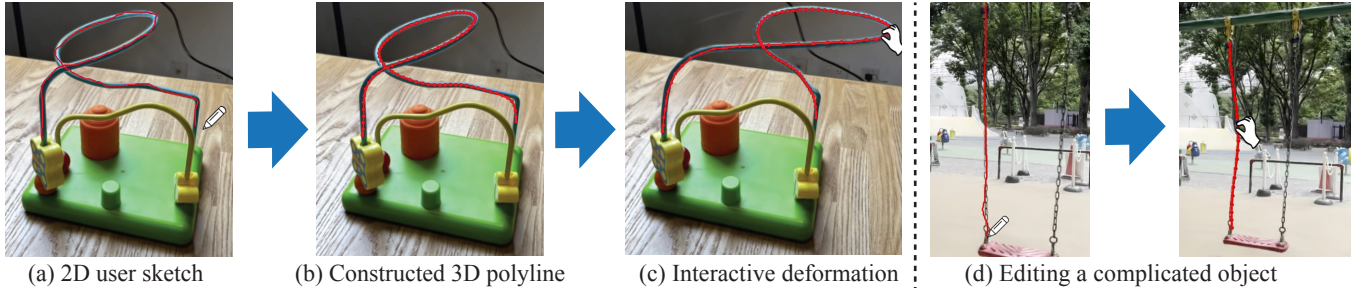 (a) 2D user sketch
(b) Constructed 3D polyline
(c) Interactive deformation
(d) Editing a complicated object